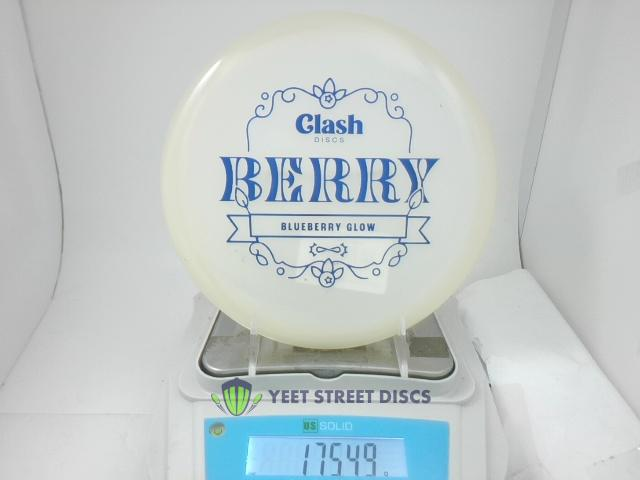 Clash
DISCS
BERRY
BLUEBERRY GLOW
YEET STREET DISCS
US SOLID
175.49 g